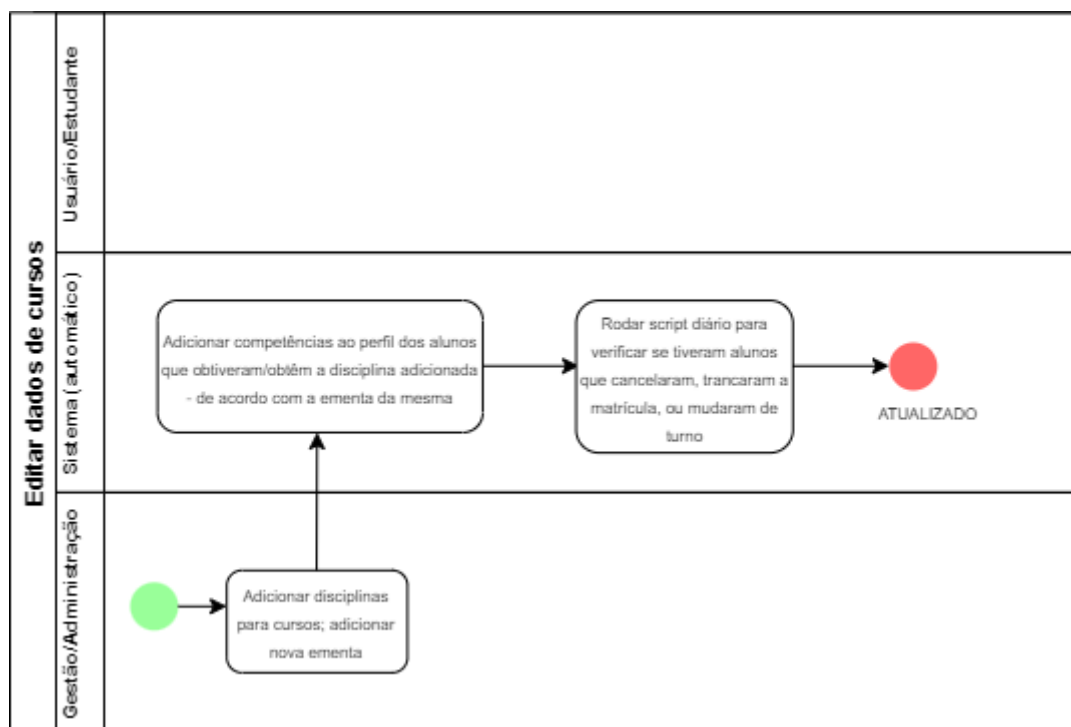 Editar dados de cursos
Usuário/Estudante
Sistema (automático)
Adicionar competências ao perfil dos alunos
que obtiveram/obtêm a disciplina adicionada
- de acordo com a ementa da mesma
Rodar script diário para
verificar se tiveram alunos
que cancelaram, trancaram a
matrícula, ou mudaram de
turno
ATUALIZADO
Gestão/Administração
Adicionar disciplinas
para cursos; adicionar
nova ementa